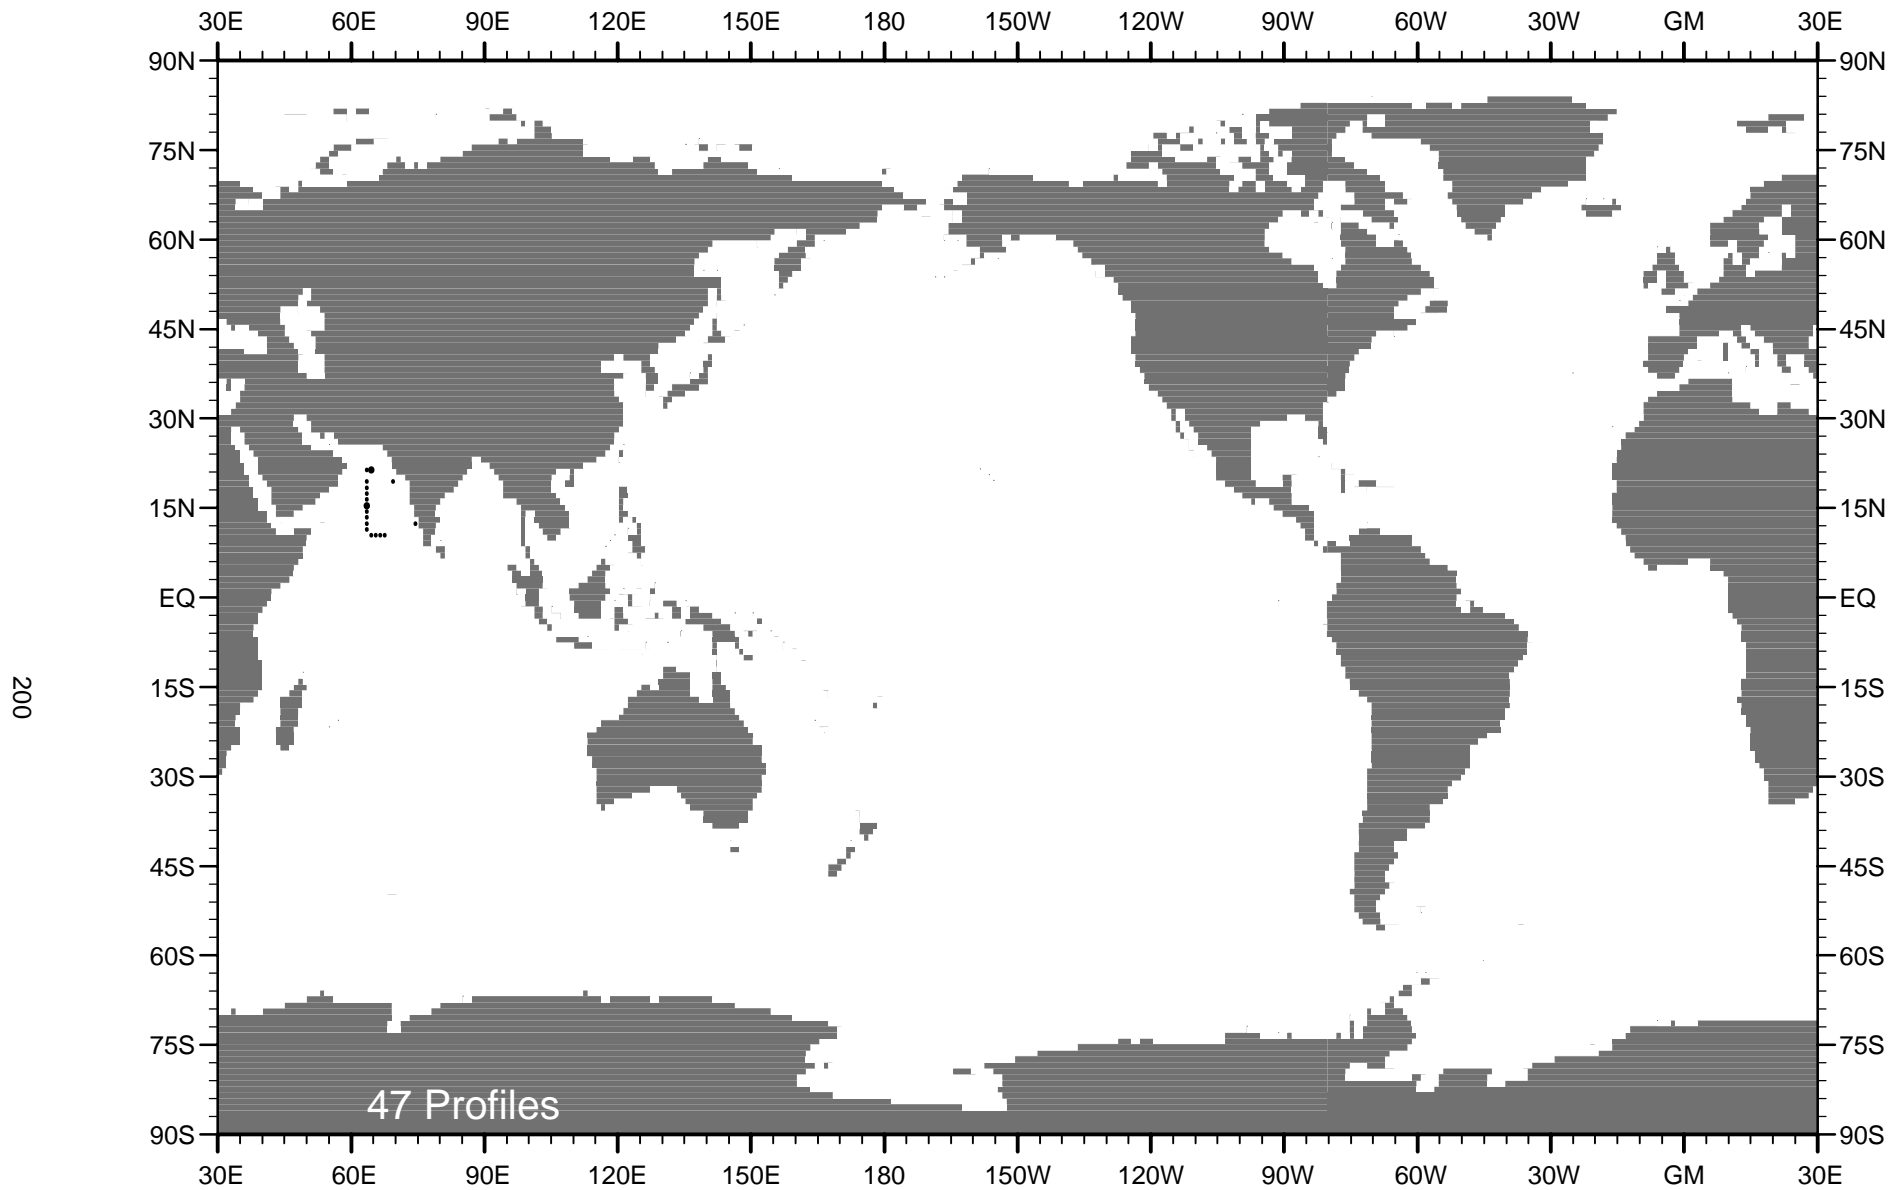 30E 60E 90E 120E 150E 180 150W 120W 90W 60W 30W GM 30E
90N 90N
75N 75N
60N 60N
45N 45N
30N 30N
15N 15N
EQ EQ
15S 15S
200
30S 30S
45S 45S
60S 60S
75S 75S
47 Profiles
90S 90S
30E 60E 90E 120E 150E 180 150W 120W 90W 60W 30W GM 30E